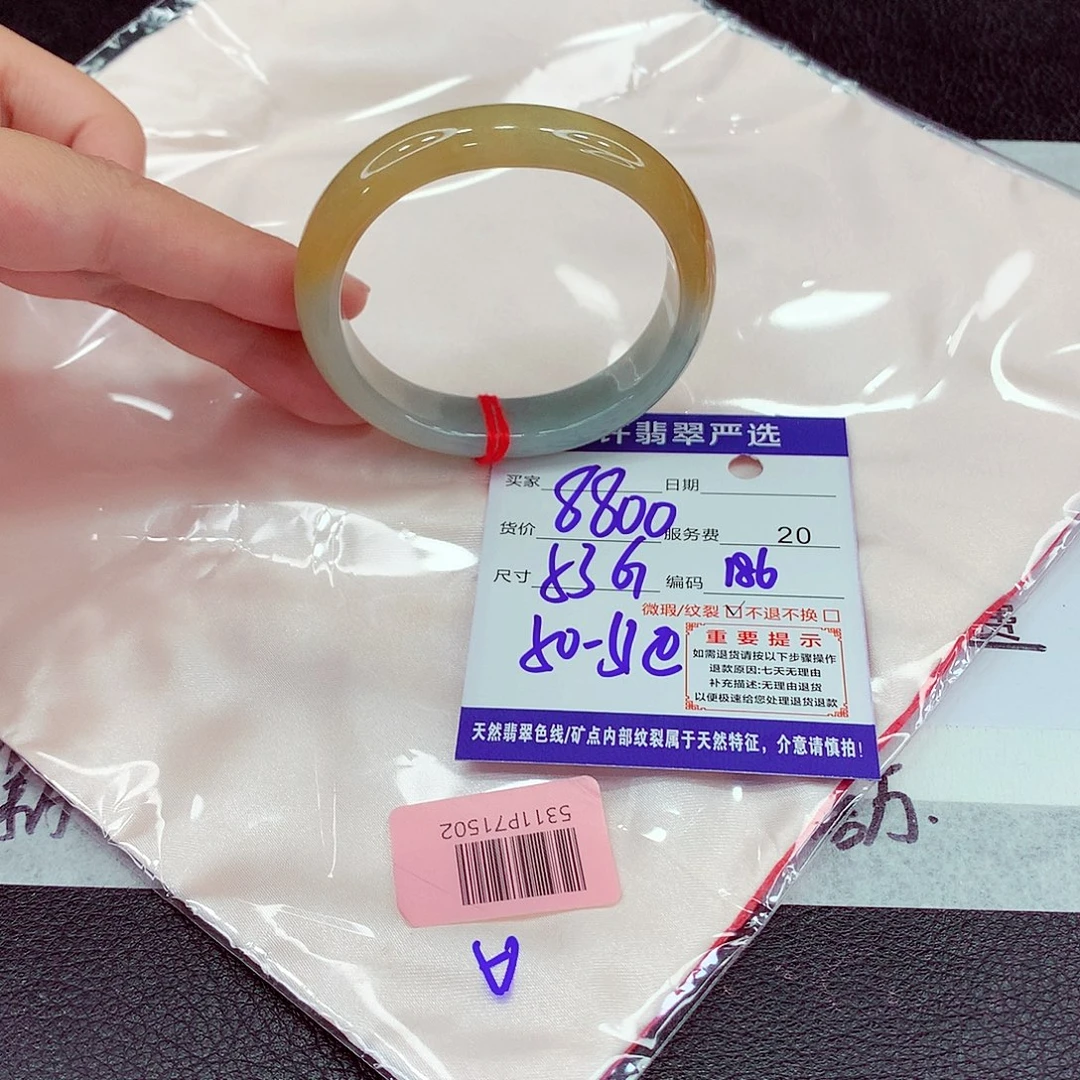 翡翠严选
买家 日期
8800
货价 服务费 20
尺寸 编码 186
微瑕/纹裂 ☑ 不退不换 □
重要提示
如需退货请按以下步骤操作
退款原因:七天无理由
补充描述:无理由退货
以便极速给您处理退货退款
天然翡翠色线/矿点内部纹裂属于天然特征，介意请慎拍！
5311P71502
A